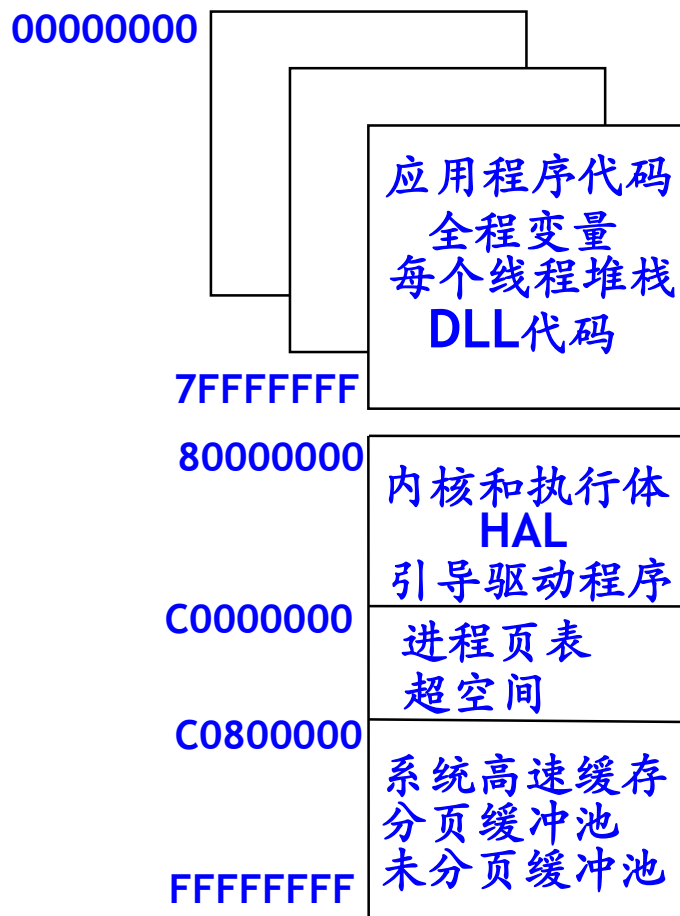 00000000
应用程序代码
全程变量
每个线程堆栈
DLL代码
7FFFFFFF
80000000
内核和执行体
HAL
引导驱动程序
C0000000
进程页表
超空间
C0800000
系统高速缓存
分页缓冲池
未分页缓冲池
FFFFFFFF